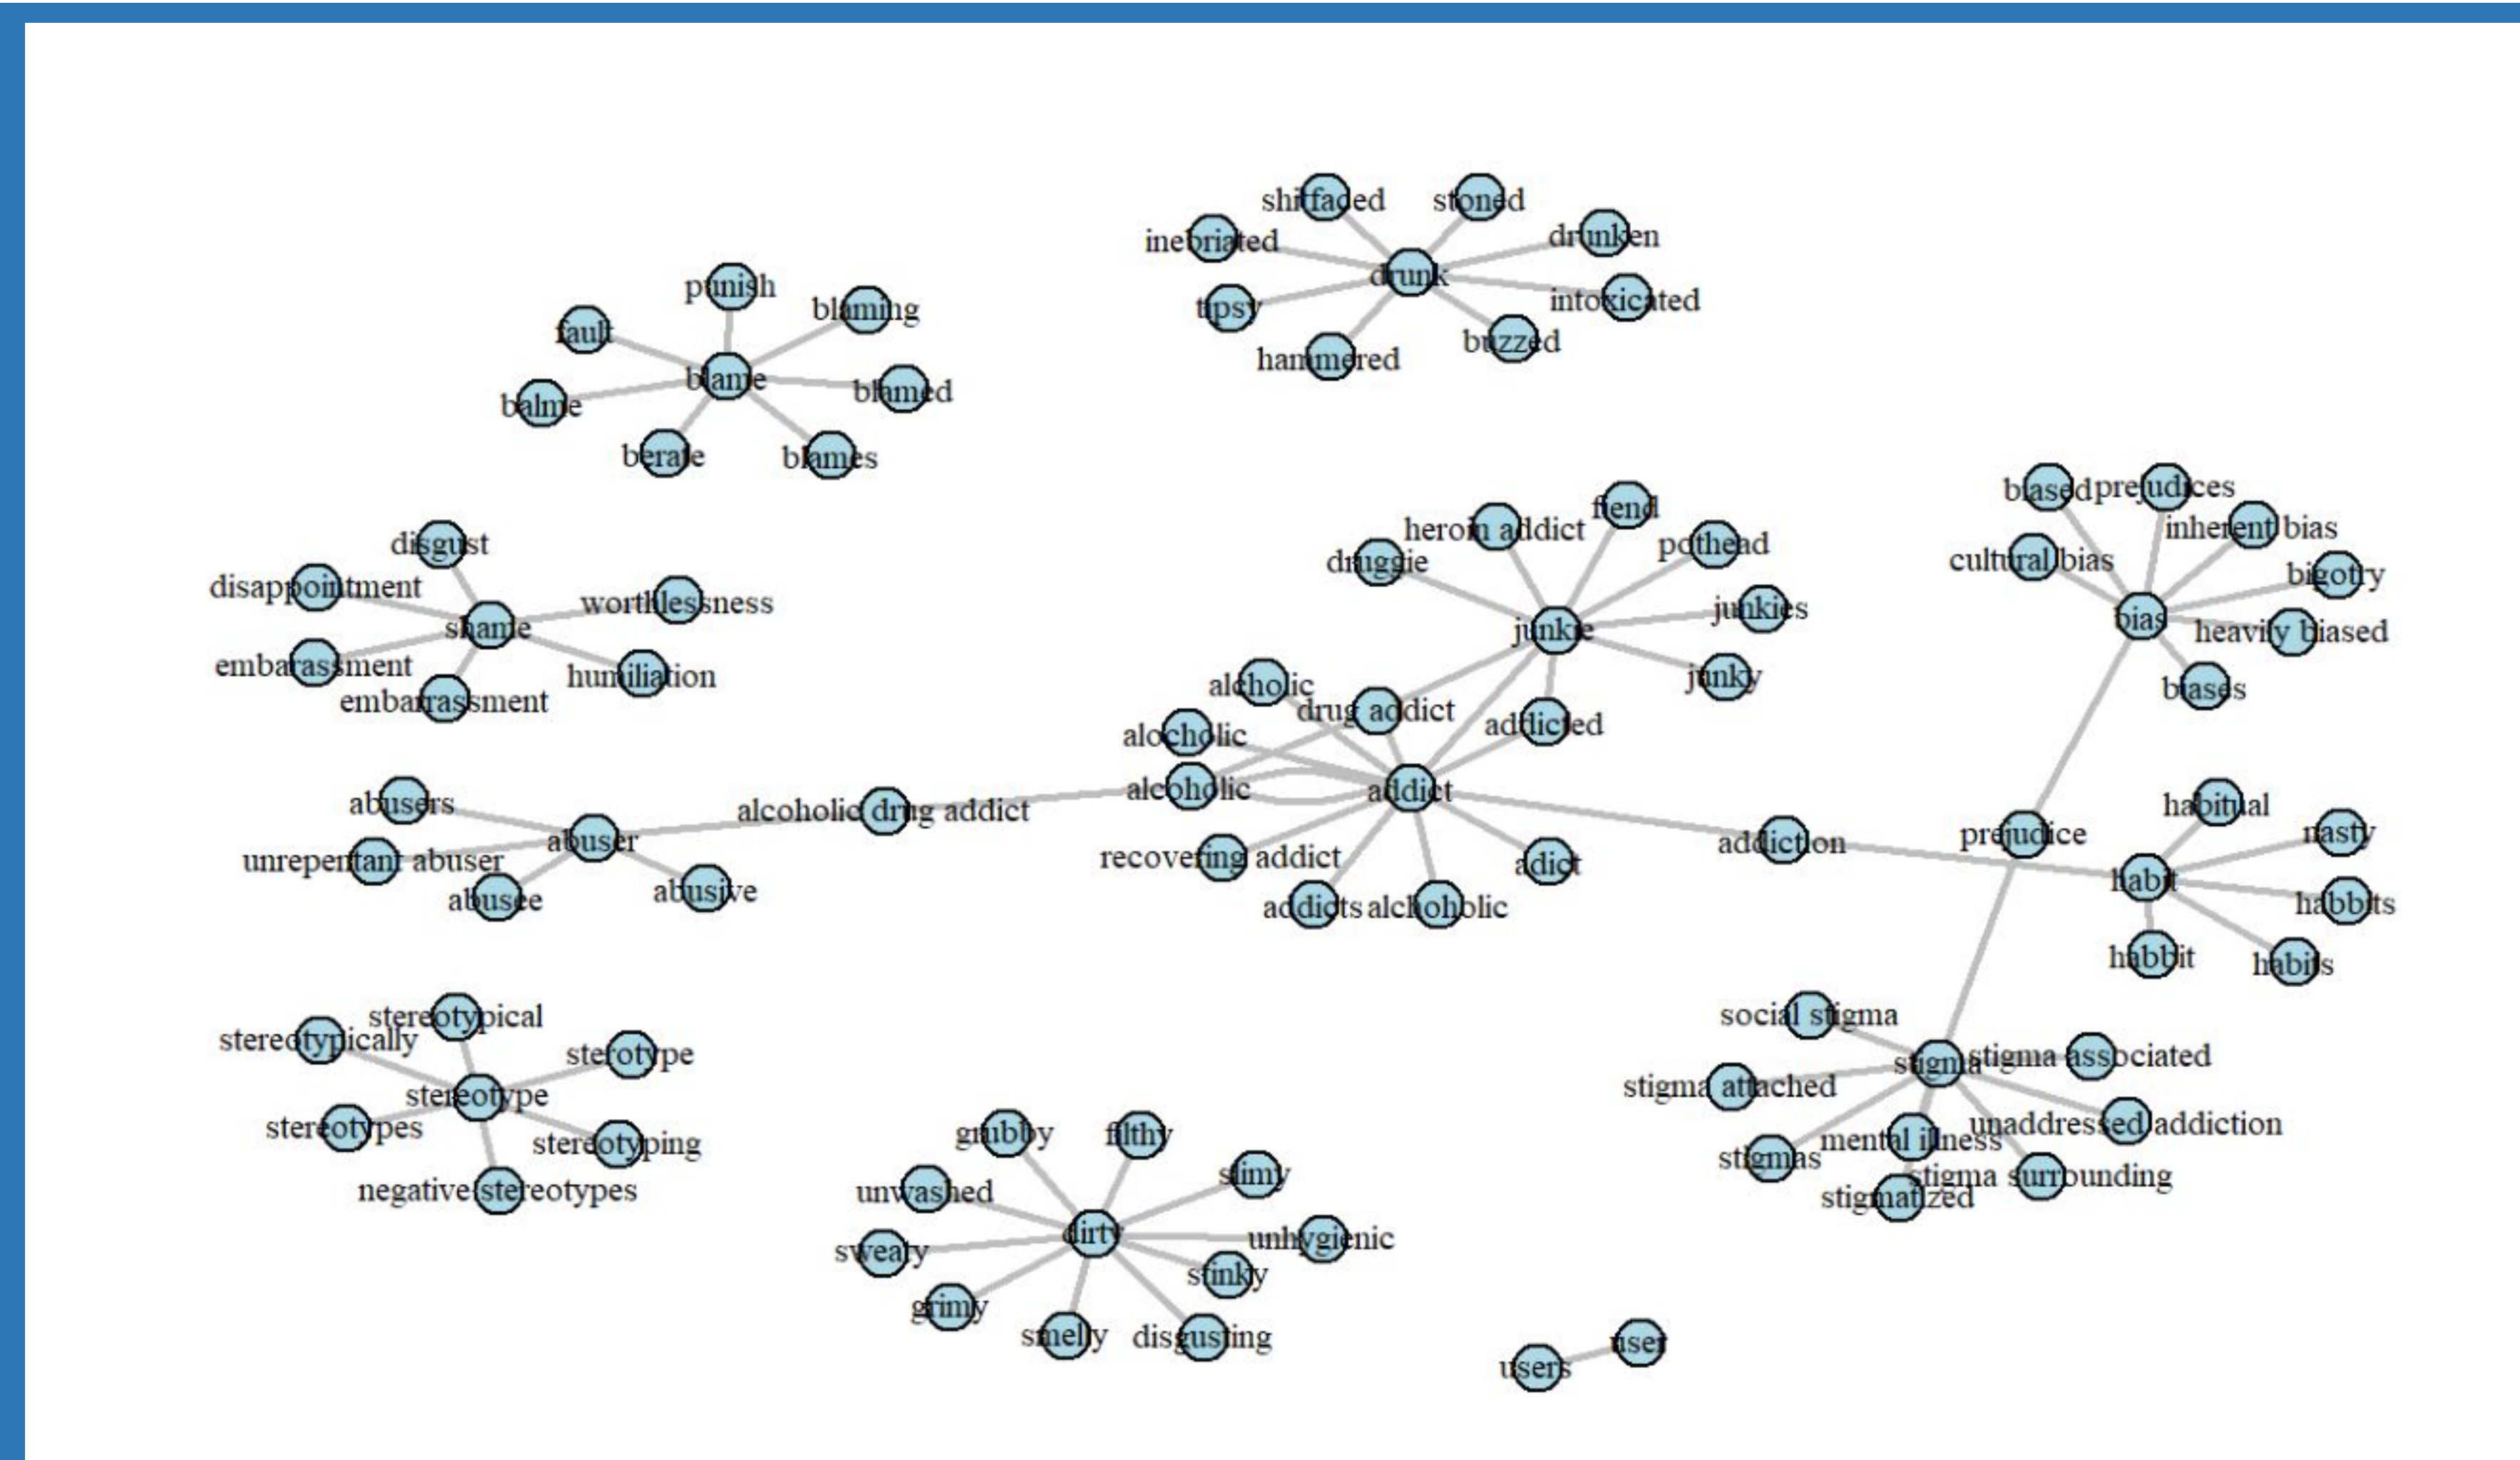 shitfaced
stoned
inebriated
drunken
drunk
tipsy
intoxicated
hammered
buzzed
punish
blaming
fault
blame
blamed
balme
berate
blames
disgust
disappointment
worthlessness
shame
embarassment
humiliation
embarrassment
fiend
heroin addict
pothead
druggie
junkies
junkie
junky
alcholic
drug addict
addicted
alocholic
alcoholic
addict
recovering addict
adict
addicts
alchoholic
addiction
biased
prejudices
inherent bias
cultural bias
bigotry
bias
heavily biased
biases
prejudice
habitual
nasty
habit
habbits
habbit
habits
abusers
alcoholic drug addict
abuser
unrepentant abuser
abusee
abusive
stereotypical
stereotypically
sterotype
stereotype
stereotypes
stereotyping
negative stereotypes
social stigma
stigma
stigma associated
stigma attached
unaddressed addiction
mental illness
stigmas
stigma surrounding
stigmatized
grubby
filthy
slimy
unwashed
dirty
unhygienic
sweaty
stinky
grimy
smelly
disgusting
user
users